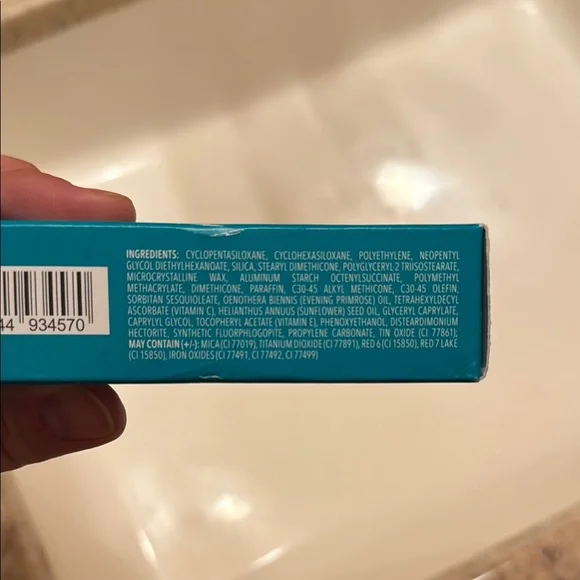 INGREDIENTS: CYCLOPENTASILOXANE, CYCLOHEXASILOXANE, POLYETHYLENE, NEOPENTYL
GLYCOL DIETHYLHEXANOATE, SILICA, STEARYL DIMETHICONE, POLYGLYCERYL-2 TRIISOSTEARATE,
MICROCRYSTALLINE WAX, ALUMINUM STARCH OCTENYLSUCCINATE, POLYMETHYL
METHACRYLATE, DIMETHICONE, PARAFFIN, C30-45 ALKYL METHICONE, C30-45 OLEFIN,
SORBITAN SESQUIOLEATE, OENOTHERA BIENNIS (EVENING PRIMROSE) OIL, TETRAHEXYLDECYL
ASCORBATE (VITAMIN C), HELIANTHUS ANNUUS (SUNFLOWER) SEED OIL, GLYCERYL CAPRYLATE,
CAPRYLYL GLYCOL, TOCOPHERYL ACETATE (VITAMIN E), PHENOXYETHANOL, DISTEARDIMONIUM
HECTORITE, SYNTHETIC FLUORPHLOGOPITE, PROPYLENE CARBONATE, TIN OXIDE (CI 77861);
MAY CONTAIN (+/-): MICA (CI 77019), TITANIUM DIOXIDE (CI 77891), RED 6 (CI 15850), RED 7 LAKE
(CI 15850), IRON OXIDES (CI 77491, CI 77492, CI 77499)
44 934570